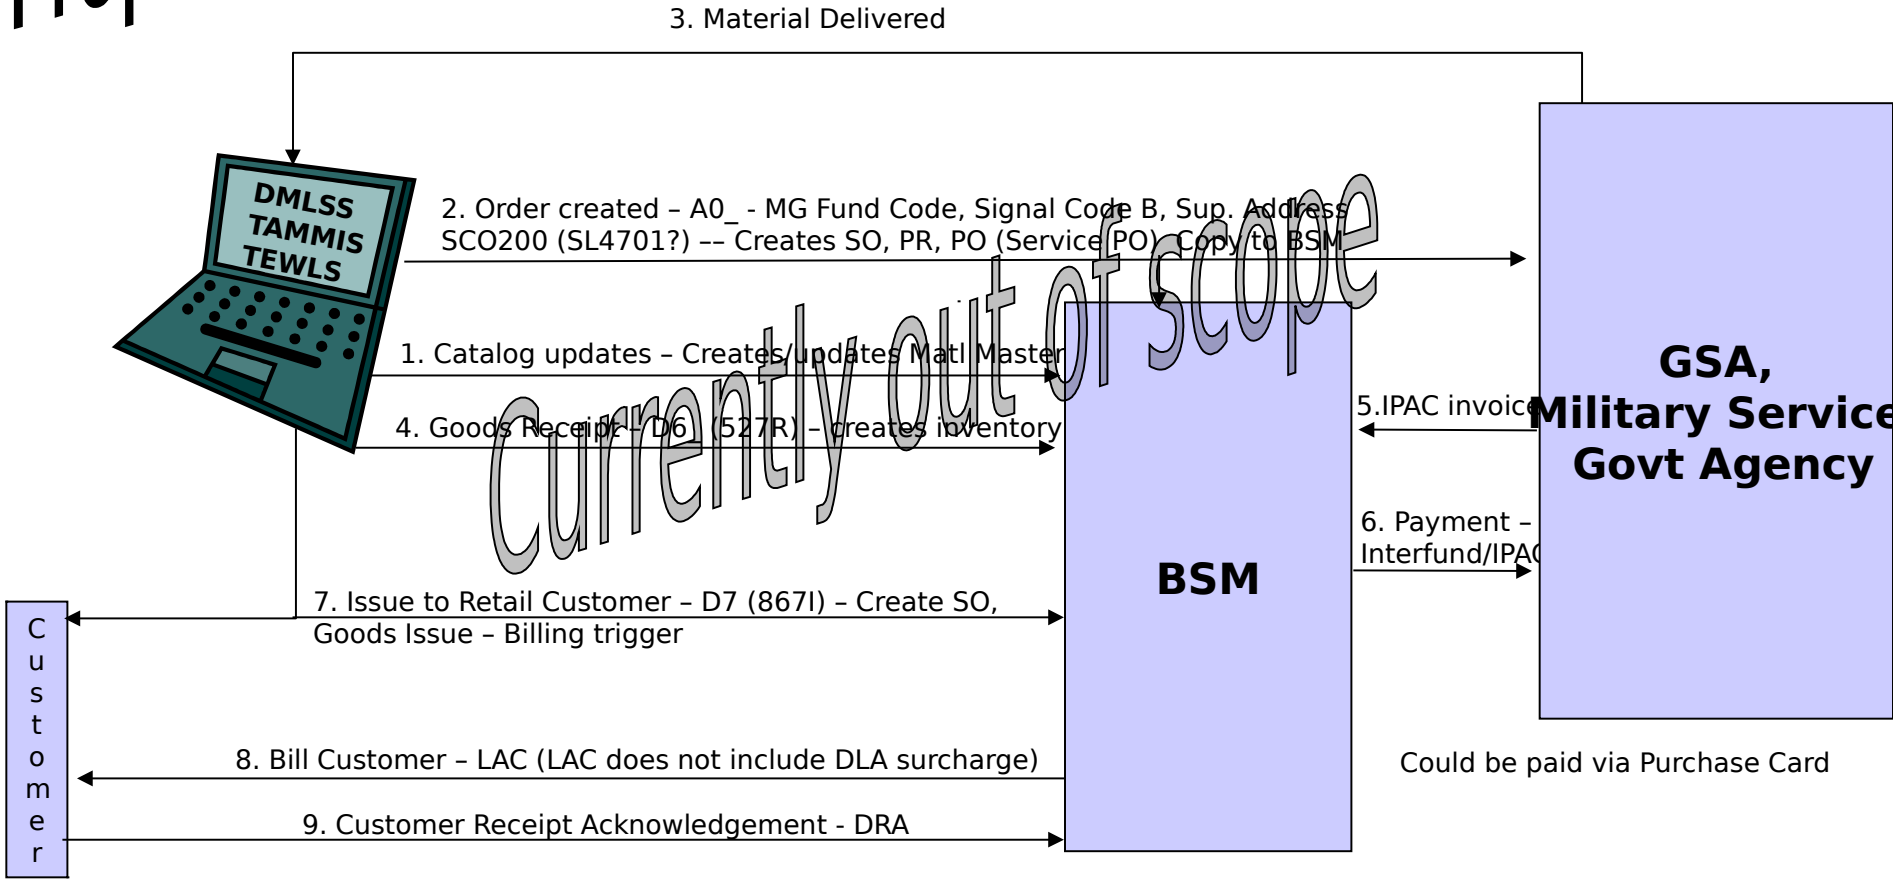 3. Material Delivered
DMLSS
TAMMIS
TEWLS
2. Order created – A0_ - MG Fund Code, Signal Code B, Sup. Address
SCO200 (SL4701?) –– Creates SO, PR, PO (Service PO) Copy to BSM
Currently out of scope
1. Catalog updates – Creates/updates Matl Master
4. Goods Receipt – D6_ (527R) – creates inventory
5.IPAC invoice
GSA,
Military Service
Govt Agency
6. Payment –
Interfund/IPAC
BSM
7. Issue to Retail Customer – D7 (867I) – Create SO,
Goods Issue – Billing trigger
Customer
8. Bill Customer – LAC (LAC does not include DLA surcharge)
Could be paid via Purchase Card
9. Customer Receipt Acknowledgement - DRA